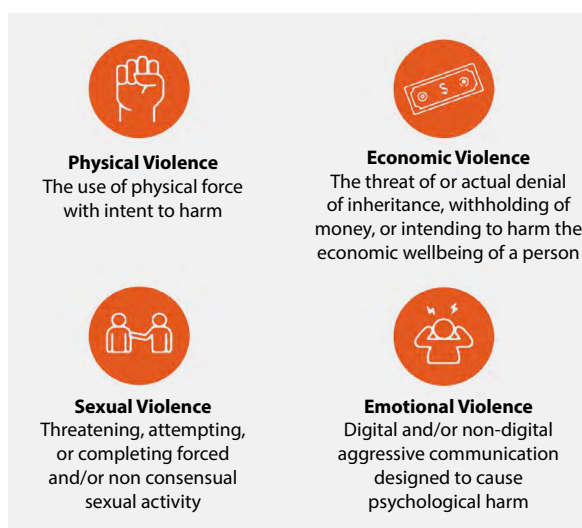 Physical Violence
The use of physical force
with intent to harm
Economic Violence
The threat of or actual denial
of inheritance, withholding of
money, or intending to harm the
economic wellbeing of a person
$
Sexual Violence
Threatening, attempting,
or completing forced
and/or non consensual
sexual activity
Emotional Violence
Digital and/or non-digital
aggressive communication
designed to cause
psychological harm